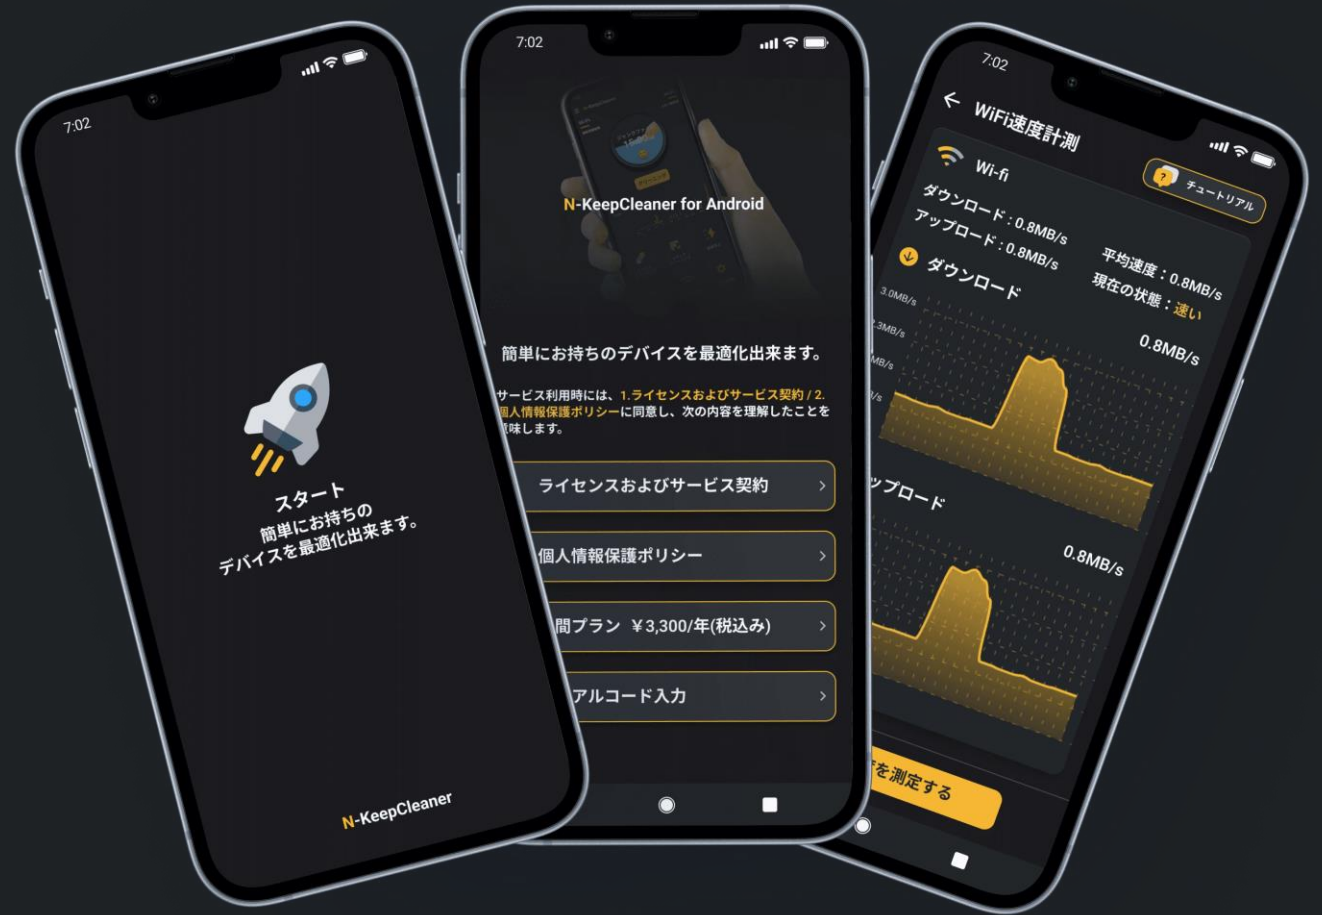 7:02
スタート
簡単にお持ちの
デバイスを最適化出来ます。
N-KeepCleaner
7:02
N-KeepCleaner for Android
簡単にお持ちのデバイスを最適化出来ます。
サービス利用時には、1.ライセンスおよびサービス契約 / 2.
個人情報保護ポリシーに同意し、次の内容を理解したことを
意味します。
ライセンスおよびサービス契約
個人情報保護ポリシー
間プラン ￥3,300/年(税込み)
アルコード入力
7:02
WiFi速度計測
Wi-fi
チュートリアル
ダウンロード : 0.8MB/s
アップロード : 0.8MB/s
平均速度：0.8MB/s
現在の状態：速い
ダウンロード
0.8MB/s
3.0MB/s
.3MB/s
MB/s
/s
ップロード
0.8MB/s
を測定する